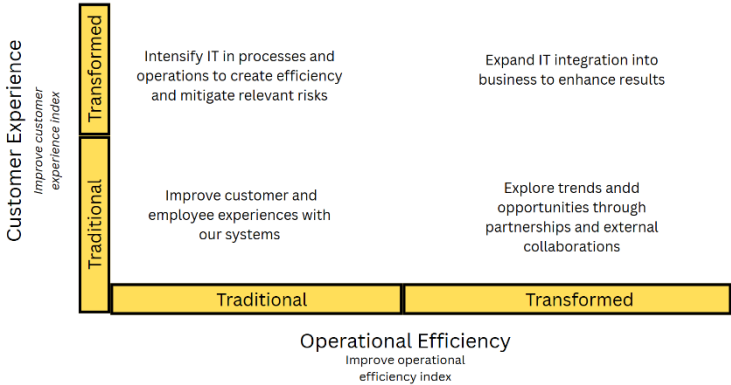 Customer Experience
Improve customer
experience index
Transformed
Traditional
Intensify IT in processes and
operations to create efficiency
and mitigate relevant risks
Expand IT integration into
business to enhance results
Improve customer and
employee experiences with
our systems
Explore trends andd
opportunities through
partnerships and external
collaborations
Traditional
Transformed
Operational Efficiency
Improve operational
efficiency index